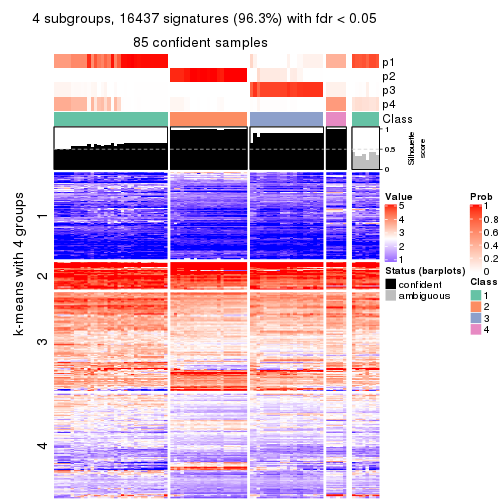 4 subgroups, 16437 signatures (96.3%) with fdr < 0.05
85 confident samples
p1
p2
p3
p4
Class
1
0.5
0
Silhouette
score
k-means with 4 groups
1
2
3
4
Value
5
4
3
2
1
Status (barplots)
confident
ambiguous
Prob
1
0.8
0.6
0.4
0.2
0
Class
1
2
3
4